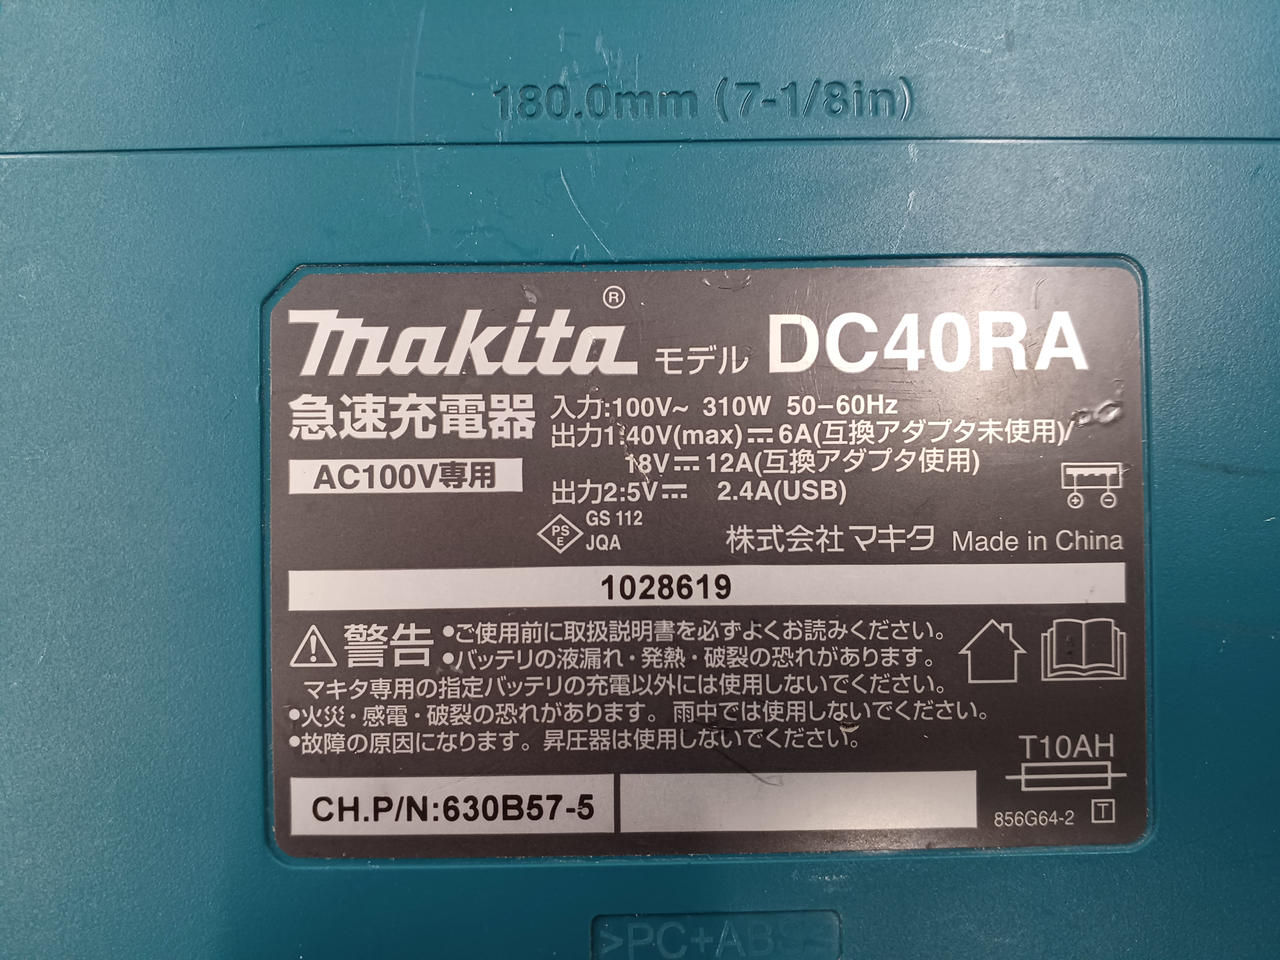 180.0mm (7-1/8in)
makita® モデル DC40RA
急速充電器
AC100V専用
入力:100V~ 310W 50-60Hz
出力1:40V(max)⎓6A(互換アダプタ未使用)/
18V⎓12A(互換アダプタ使用)
出力2:5V⎓ 2.4A(USB)
PS
E
GS 112
JQA
株式会社 マキタ Made in China
1028619
⚠警告 •ご使用前に取扱説明書を必ずよくお読みください。
•バッテリの液漏れ・発熱・破裂の恐れがあります。
マキタ専用の指定バッテリの充電以外には使用しないでください。
•火災・感電・破裂の恐れがあります。雨中では使用しないでください。
•故障の原因になります。昇圧器は使用しないでください。
T10AH
CH.P/N:630B57-5
856G64-2 T
>PC+ABS<